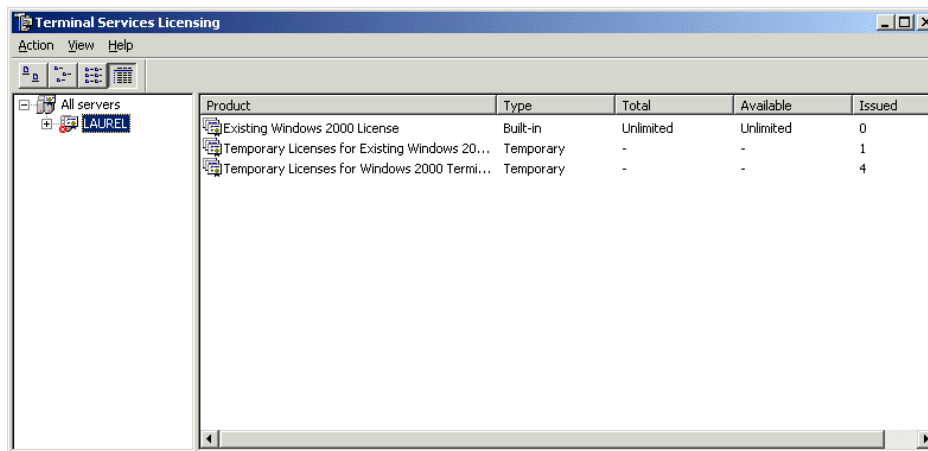 Terminal Services Licensing
Action View Help
All servers
LAUREL
Product Type Total Available Issued
Existing Windows 2000 License Built-in Unlimited Unlimited 0
Temporary Licenses for Existing Windows 20... Temporary - - 1
Temporary Licenses for Windows 2000 Termi... Temporary - - 4